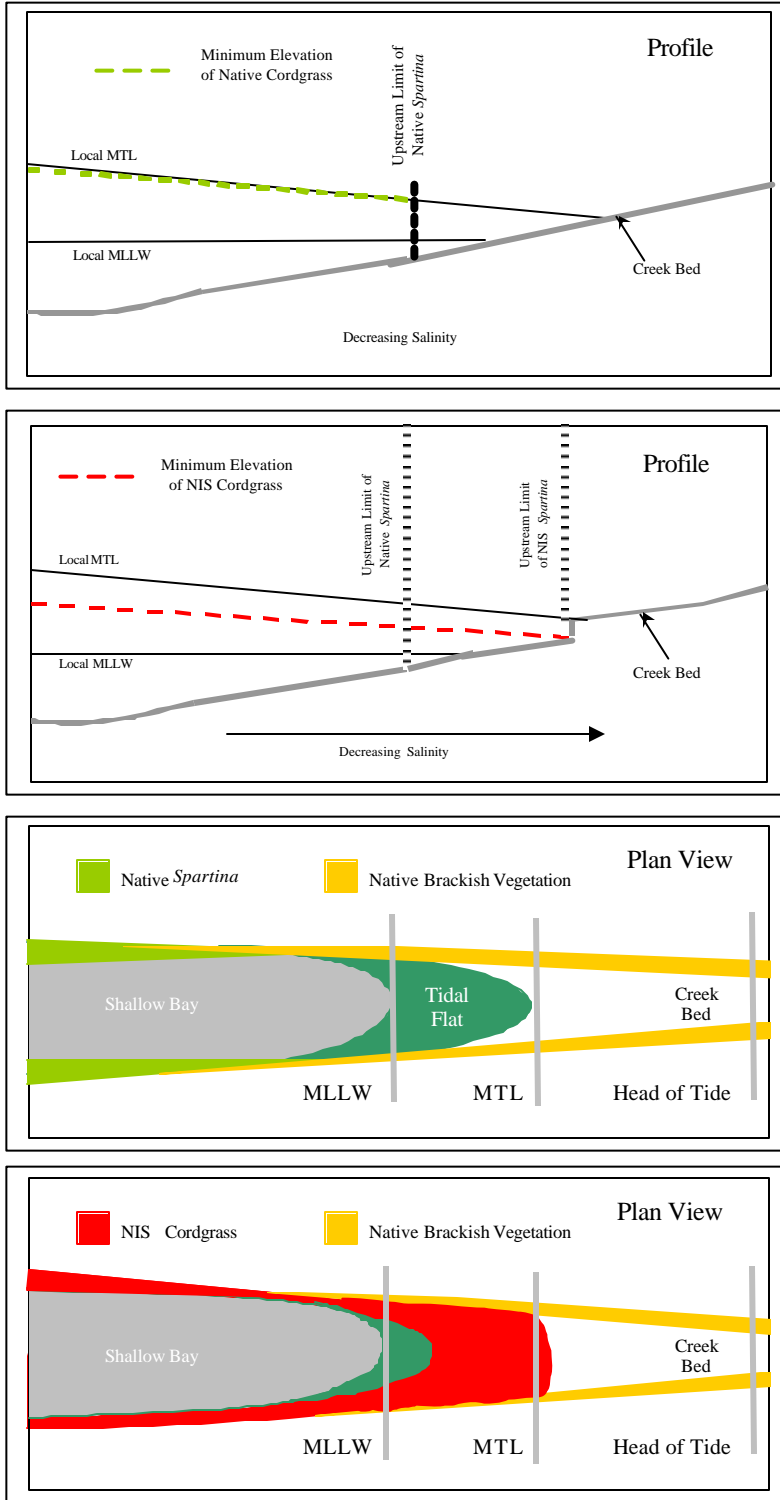 Profile
Minimum Elevation
of Native Cordgrass
Upstream Limit of
Native Spartina
Local MTL
Local MLLW
Creek Bed
Decreasing Salinity
Profile
Minimum Elevation
of NIS Cordgrass
Upstream Limit of
Native Spartina
Upstream Limit
of NIS Spartina
Local MTL
Local MLLW
Creek Bed
Decreasing Salinity
Plan View
Native Spartina
Native Brackish Vegetation
Shallow Bay
Tidal
Flat
Creek
Bed
MLLW
MTL
Head of Tide
Plan View
NIS Cordgrass
Native Brackish Vegetation
Shallow Bay
Creek
Bed
MLLW
MTL
Head of Tide